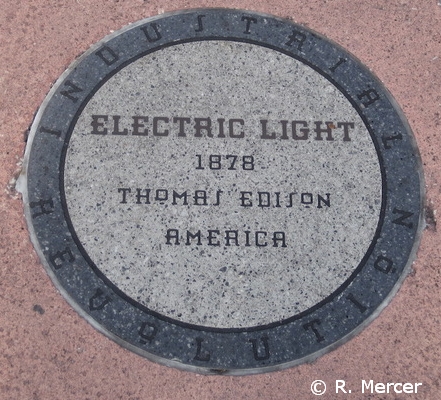 INDUSTRIAL
ELECTRIC LIGHT
1878
THOMAS EDISON
AMERICA
REVOLUTION
© R. Mercer